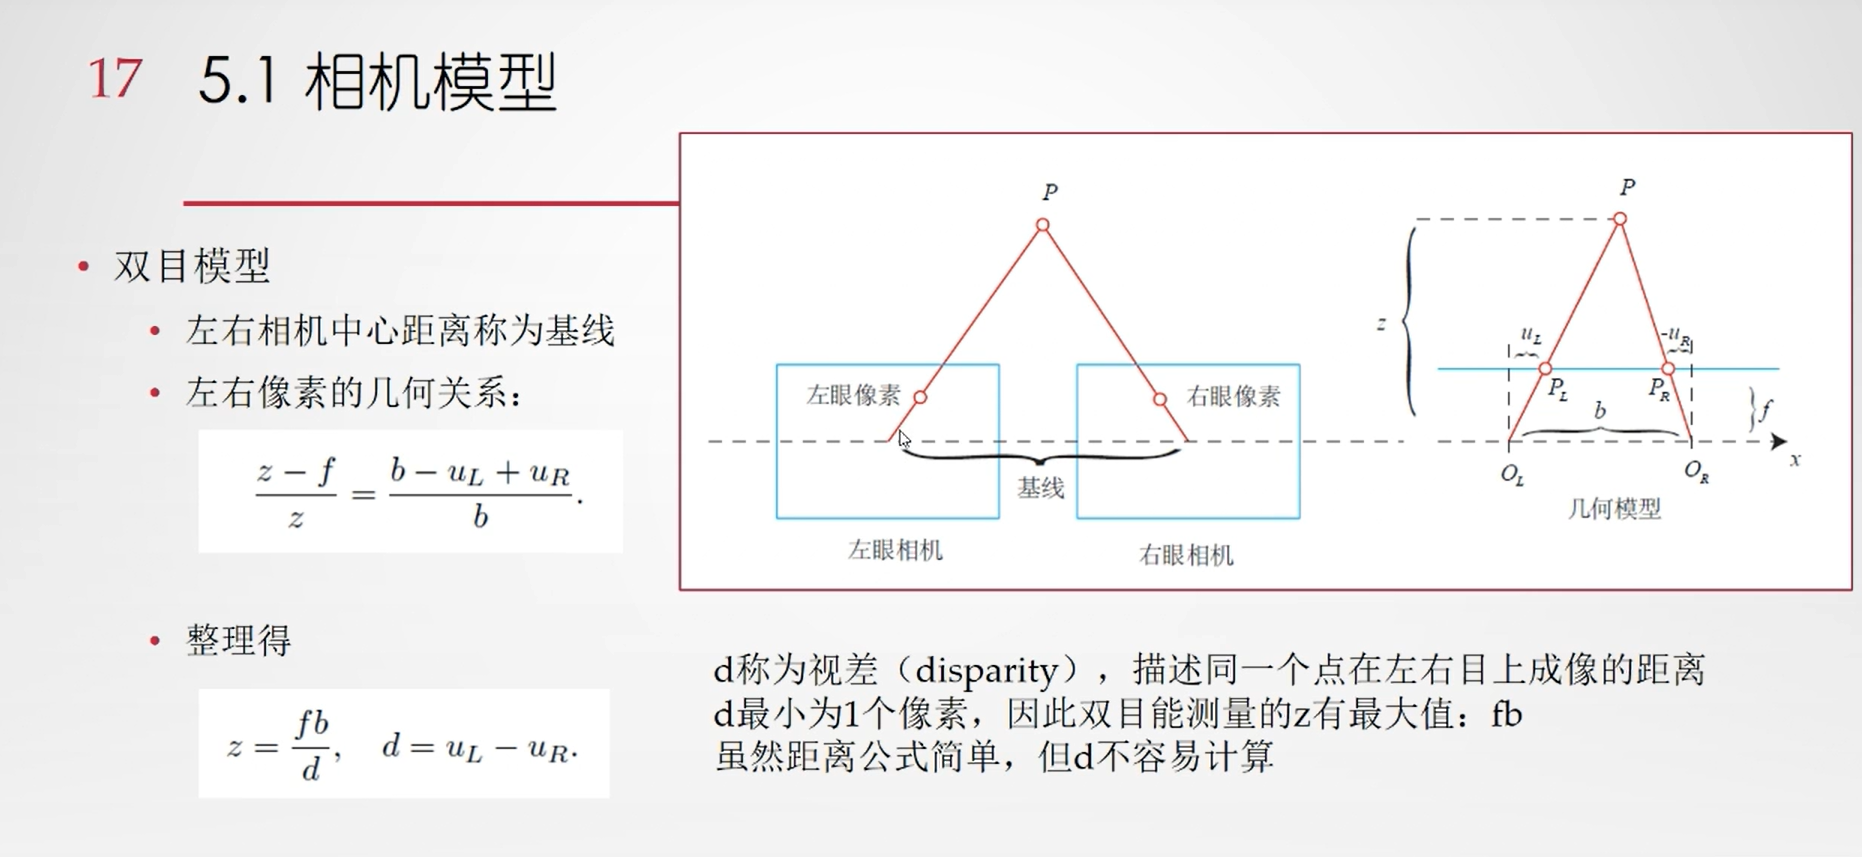 17 5.1 相机模型
• 双目模型
• 左右相机中心距离称为基线
• 左右像素的几何关系：
z − f / z = b − u_L + u_R / b .
• 整理得
z = fb / d , d = u_L − u_R.
P
左眼像素
右眼像素
基线
左眼相机
右眼相机
P
z
u_L
-u_R
P_L
P_R
b
f
x
O_L
O_R
几何模型
d称为视差（disparity），描述同一个点在左右目上成像的距离
d最小为1个像素，因此双目能测量的z有最大值：fb
虽然距离公式简单，但d不容易计算